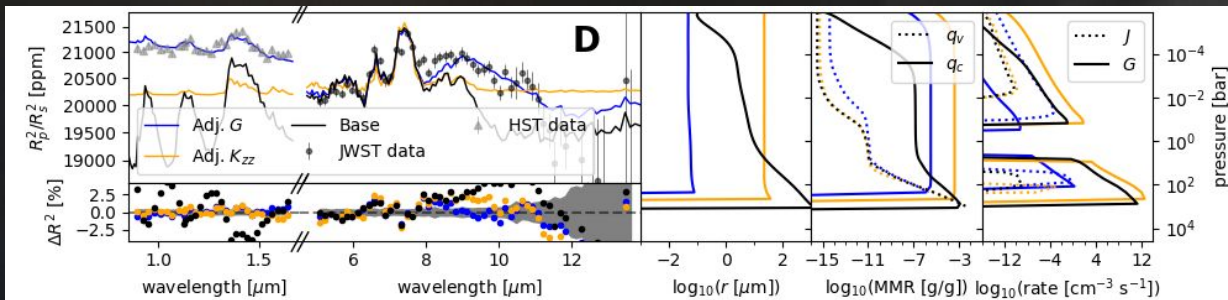 D
21500
21000
20500
20000
19500
19000
R_p^2/R_s^2 [ppm]
Adj. G
Adj. K_zz
Base
JWST data
HST data
2.5
0.0
−2.5
ΔR^2 [%]
1.0
1.5
6
8
10
12
wavelength [μm]
wavelength [μm]
−2
0
2
log_10(r [μm])
q_v
q_c
−15
−11
−7
−3
log_10(MMR [g/g])
J
G
−12
−4
4
12
log_10(rate [cm^−3 s^−1])
10^−4
10^−2
10^0
10^2
10^4
pressure [bar]